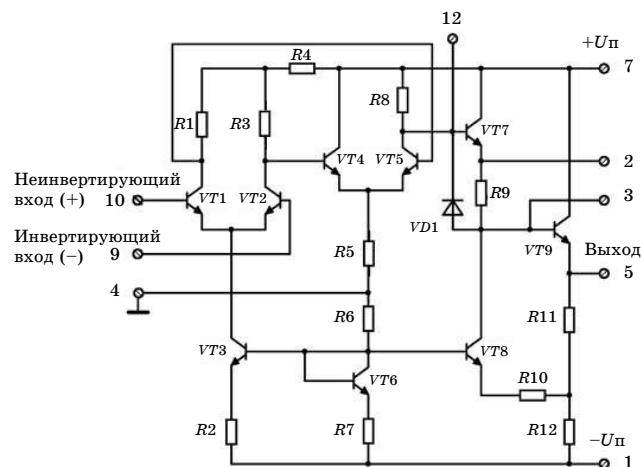 12
+Uп
7
R4
R8
R1
R3
VT7
VT4
VT5
2
Неинвертирующий
вход (+) 10
VT1
VT2
R9
3
VD1
VT9
Инвертирующий
вход (–) 9
R5
Выход
5
4
R6
R11
VT3
VT8
VT6
R10
R2
R7
R12
–Uп
1